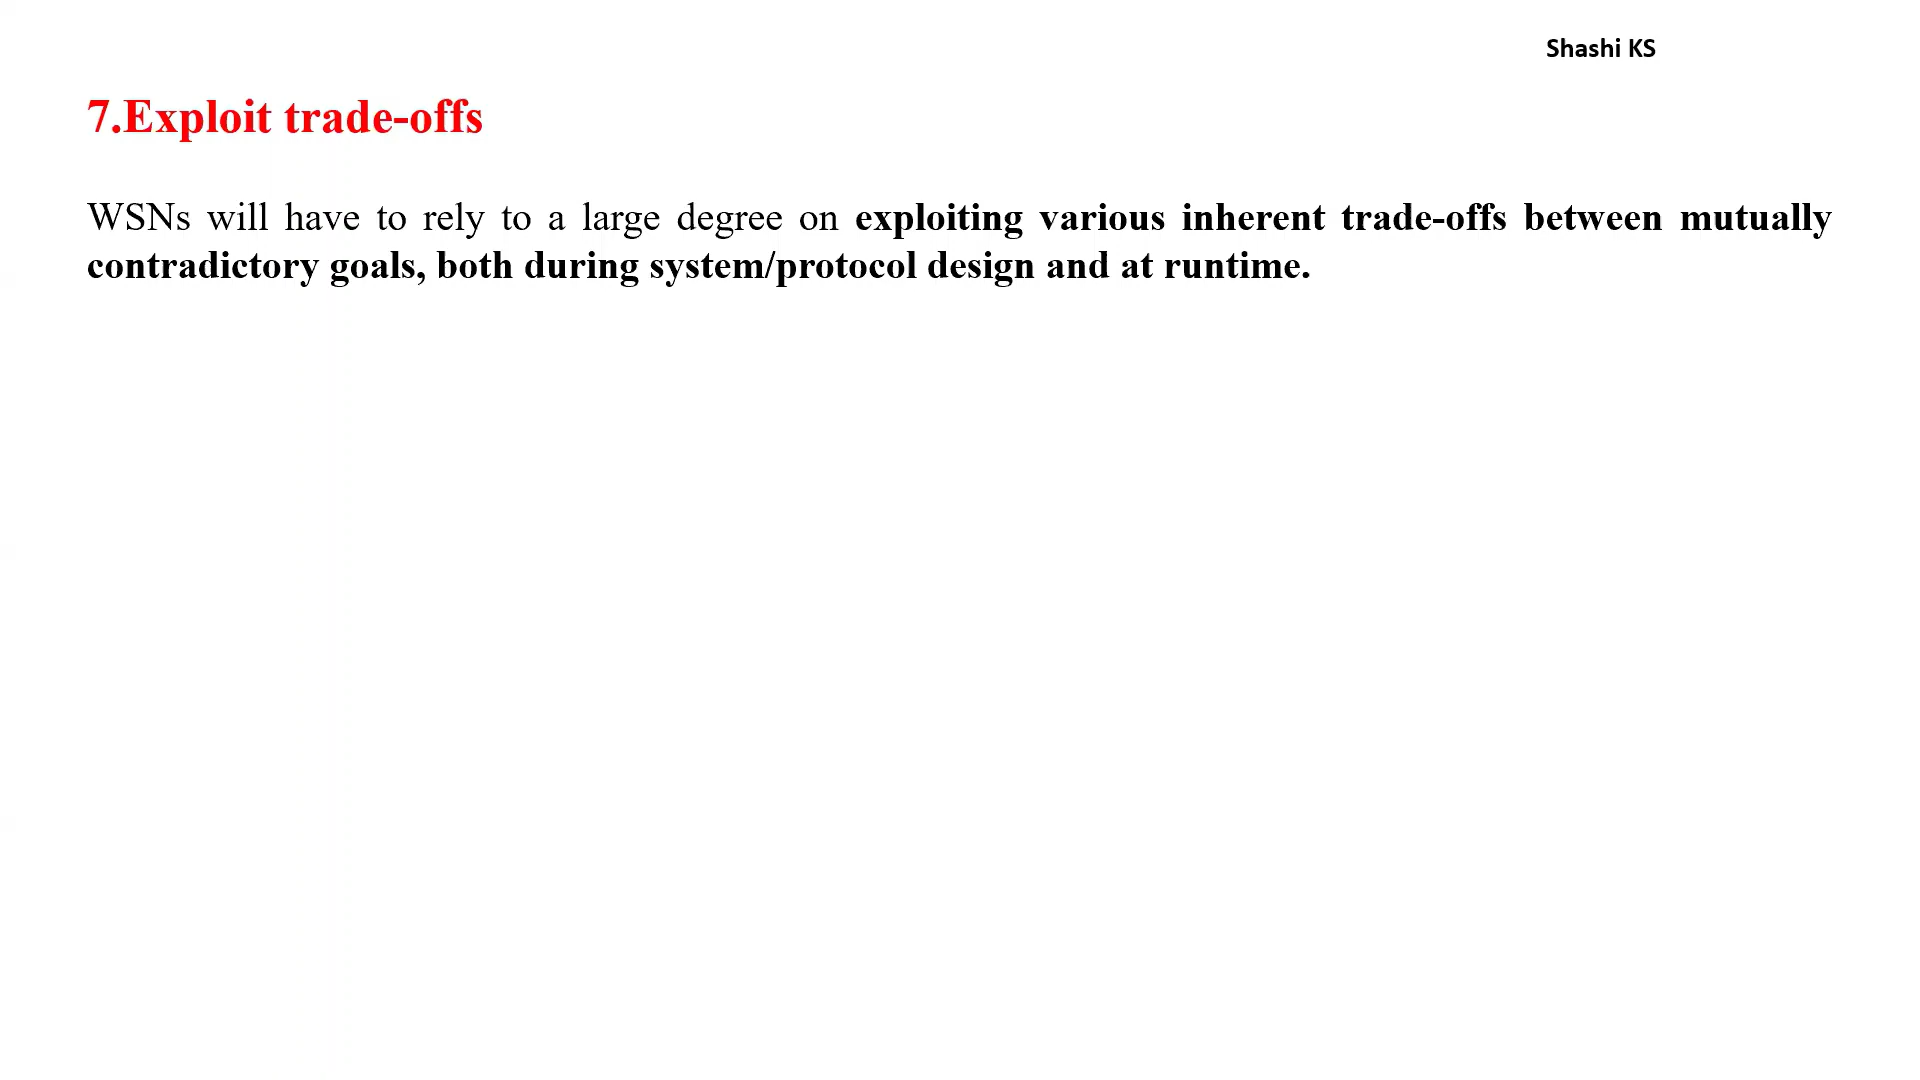 Shashi KS
7.Exploit trade-offs
WSNs will have to rely to a large degree on exploiting various inherent trade-offs between mutually
contradictory goals, both during system/protocol design and at runtime.